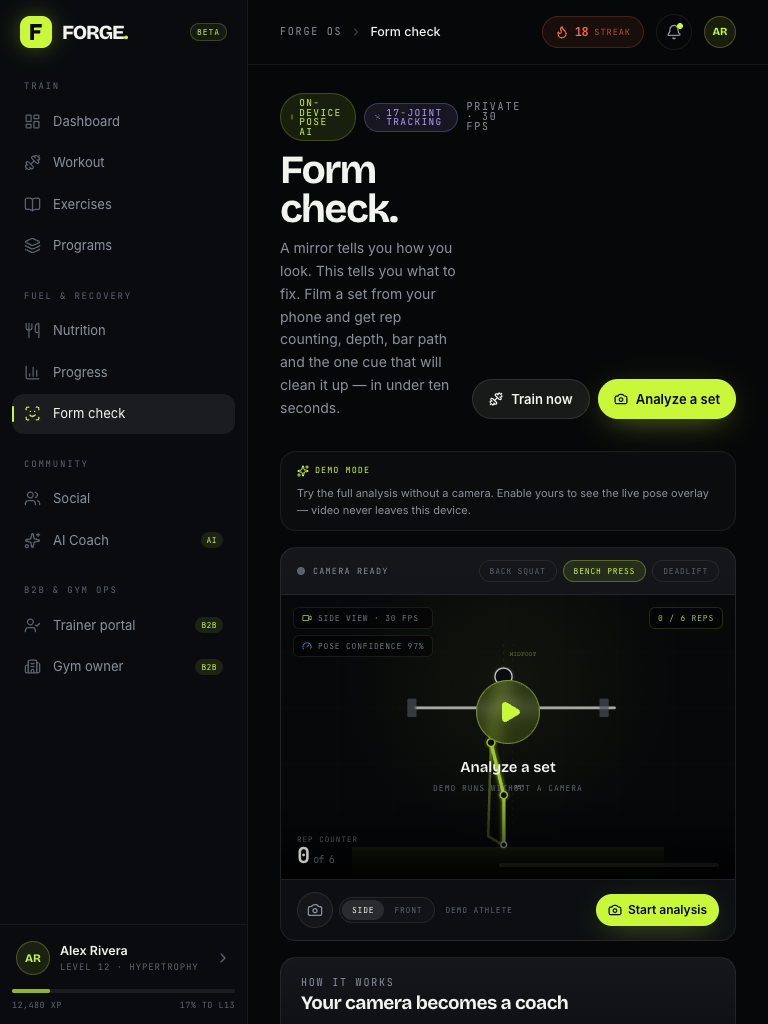 F FORGE.
BETA
TRAIN
Dashboard
Workout
Exercises
Programs
FUEL & RECOVERY
Nutrition
Progress
Form check
COMMUNITY
Social
AI Coach
AI
B2B & GYM OPS
Trainer portal
B2B
Gym owner
B2B
AR
Alex Rivera
LEVEL 12 · HYPERTROPHY
12,480 XP
17% TO L13
FORGE OS
Form check
18 STREAK
AR
ON-
DEVICE
POSE
AI
17-JOINT
TRACKING
PRIVATE
· 30
FPS
Form
check.
A mirror tells you how you
look. This tells you what to
fix. Film a set from your
phone and get rep
counting, depth, bar path
and the one cue that will
clean it up — in under ten
seconds.
Train now
Analyze a set
DEMO MODE
Try the full analysis without a camera. Enable yours to see the live pose overlay
— video never leaves this device.
CAMERA READY
BACK SQUAT
BENCH PRESS
DEADLIFT
SIDE VIEW · 30 FPS
0 / 6 REPS
POSE CONFIDENCE 97%
MIDFOOT
Analyze a set
DEMO RUNS WITHOUT A CAMERA
REP COUNTER
0 of 6
SIDE
FRONT
DEMO ATHLETE
Start analysis
HOW IT WORKS
Your camera becomes a coach